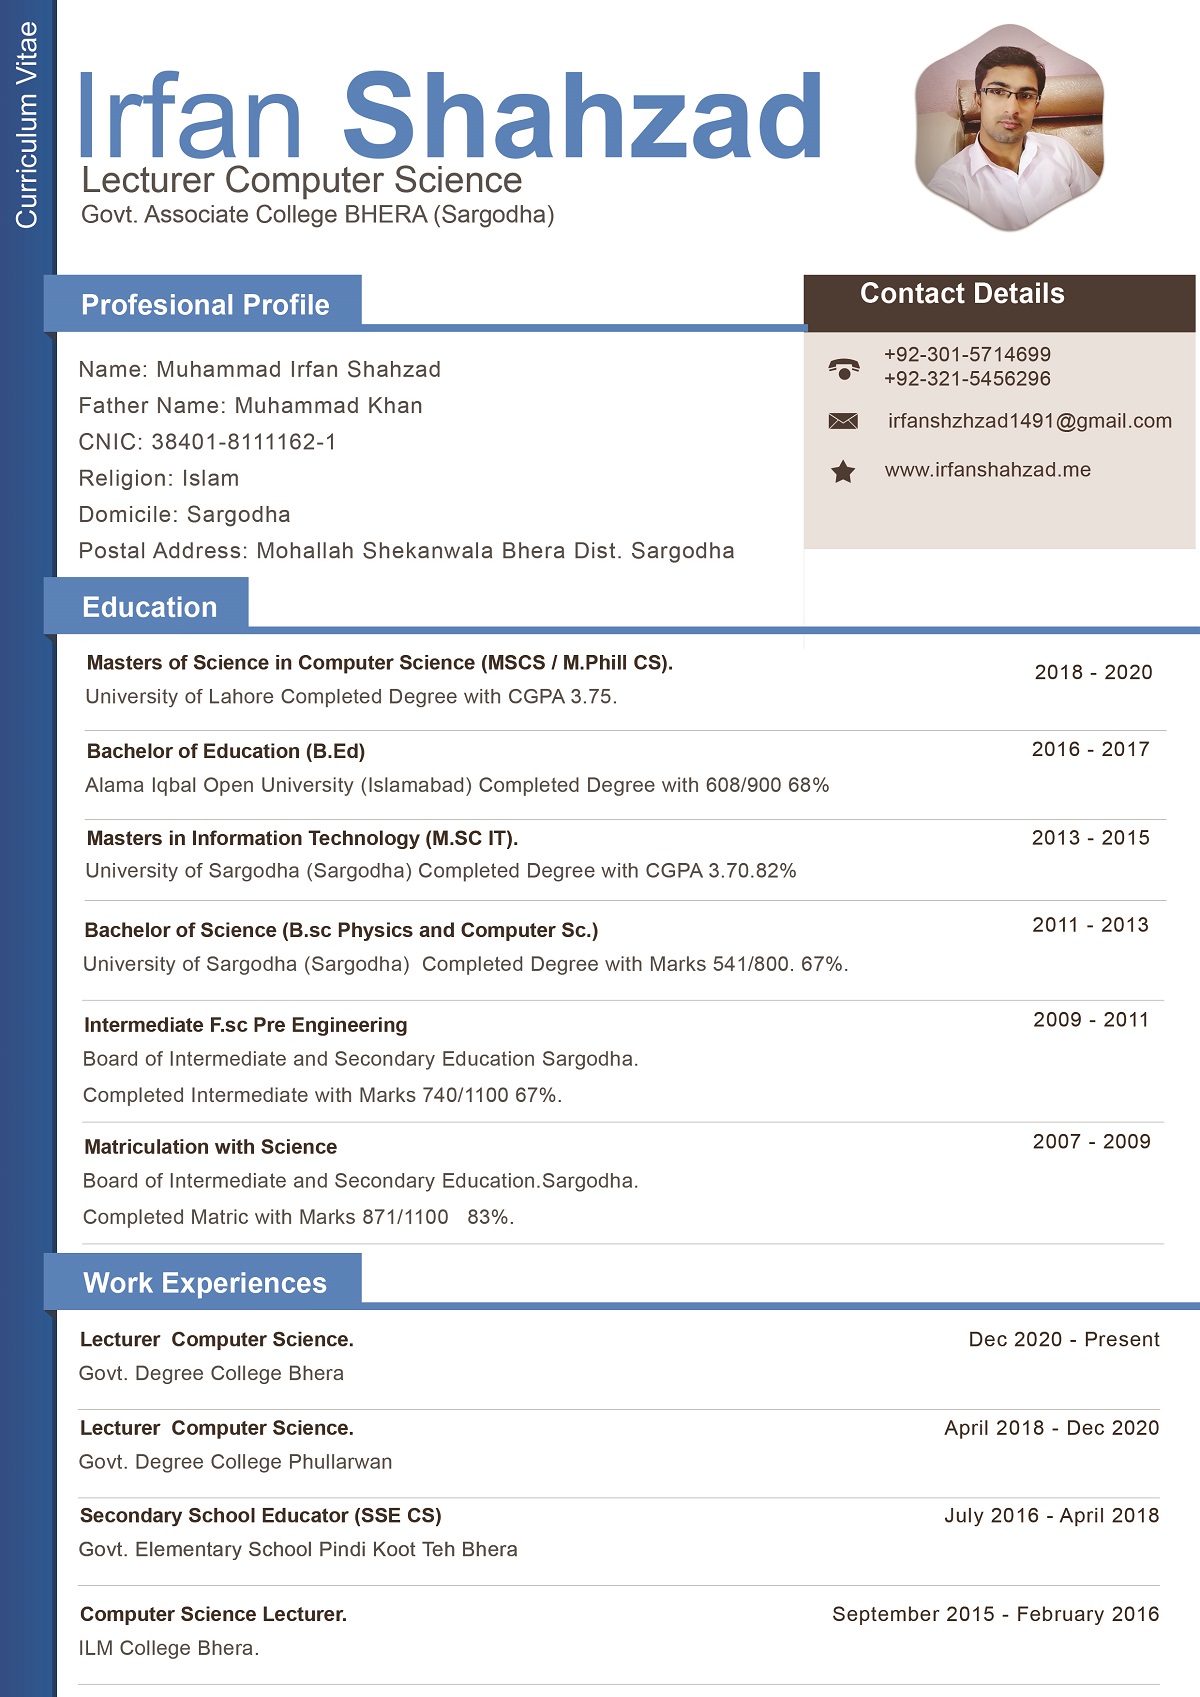 Curriculum Vitae
Irfan Shahzad
Lecturer Computer Science
Govt. Associate College BHERA (Sargodha)
Profesional Profile
Name: Muhammad Irfan Shahzad
Father Name: Muhammad Khan
CNIC: 38401-8111162-1
Religion: Islam
Domicile: Sargodha
Postal Address: Mohallah Shekanwala Bhera Dist. Sargodha
Contact Details
+92-301-5714699
+92-321-5456296
irfanshzhzad1491@gmail.com
www.irfanshahzad.me
Education
Masters of Science in Computer Science (MSCS / M.Phill CS). 2018 - 2020
University of Lahore Completed Degree with CGPA 3.75.
Bachelor of Education (B.Ed) 2016 - 2017
Alama Iqbal Open University (Islamabad) Completed Degree with 608/900 68%
Masters in Information Technology (M.SC IT). 2013 - 2015
University of Sargodha (Sargodha) Completed Degree with CGPA 3.70.82%
Bachelor of Science (B.sc Physics and Computer Sc.) 2011 - 2013
University of Sargodha (Sargodha) Completed Degree with Marks 541/800. 67%.
Intermediate F.sc Pre Engineering 2009 - 2011
Board of Intermediate and Secondary Education Sargodha.
Completed Intermediate with Marks 740/1100 67%.
Matriculation with Science 2007 - 2009
Board of Intermediate and Secondary Education.Sargodha.
Completed Matric with Marks 871/1100 83%.
Work Experiences
Lecturer Computer Science. Dec 2020 - Present
Govt. Degree College Bhera
Lecturer Computer Science. April 2018 - Dec 2020
Govt. Degree College Phullarwan
Secondary School Educator (SSE CS) July 2016 - April 2018
Govt. Elementary School Pindi Koot Teh Bhera
Computer Science Lecturer. September 2015 - February 2016
ILM College Bhera.